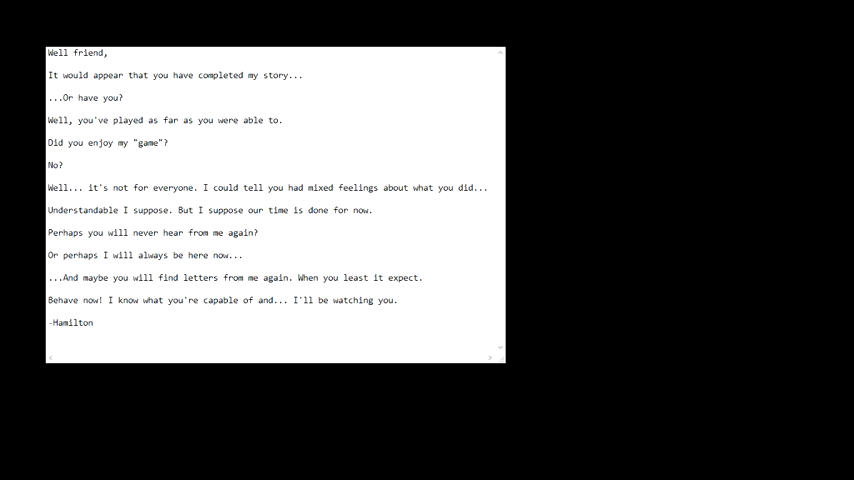 Well friend,
It would appear that you have completed my story...
...Or have you?
Well, you've played as far as you were able to.
Did you enjoy my "game"?
No?
Well... it's not for everyone. I could tell you had mixed feelings about what you did...
Understandable I suppose. But I suppose our time is done for now.
Perhaps you will never hear from me again?
Or perhaps I will always be here now...
...And maybe you will find letters from me again. When you least it expect.
Behave now! I know what you're capable of and... I'll be watching you.
-Hamilton